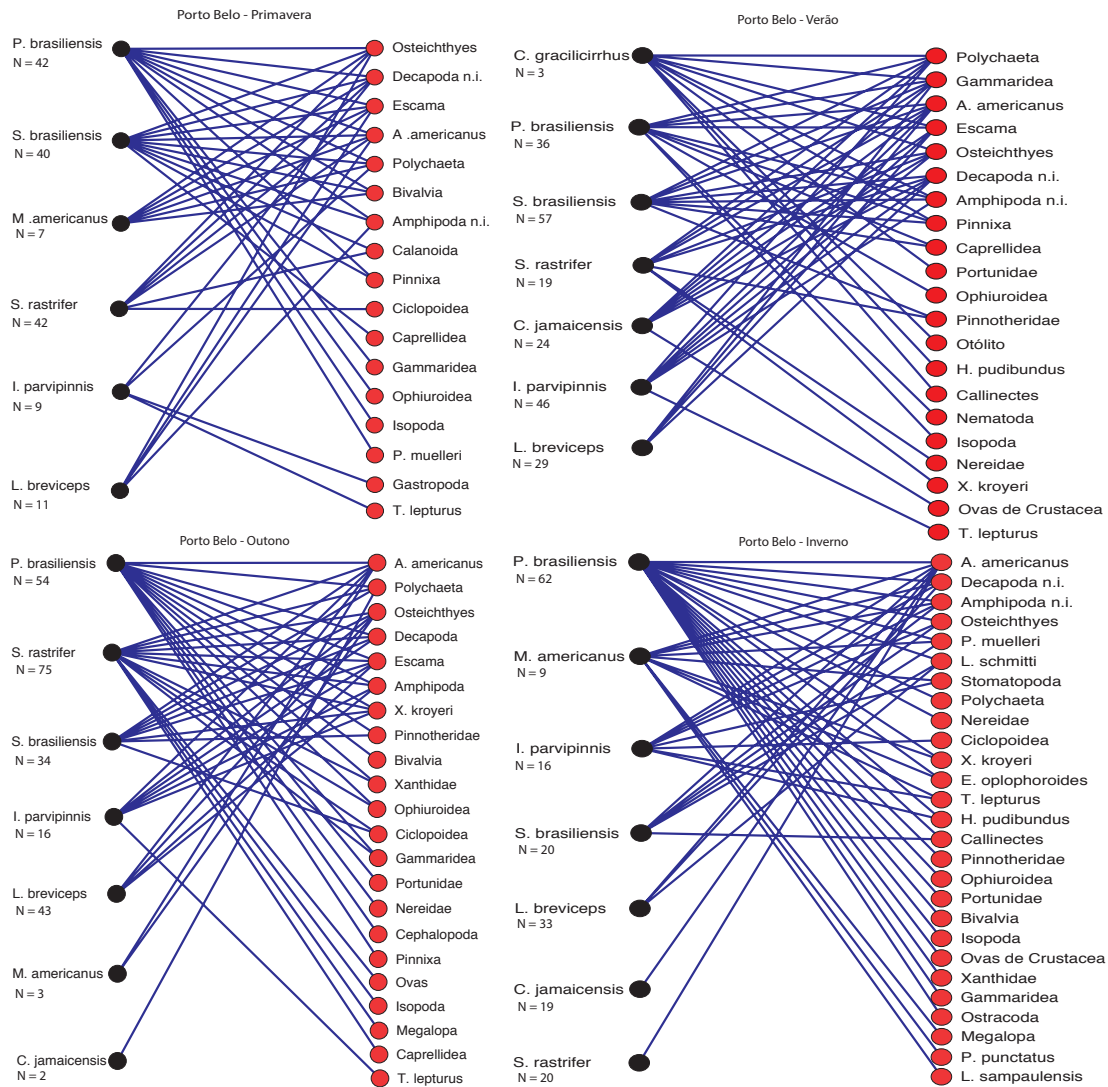 Porto Belo - Primavera
P. brasiliensis
N = 42
S. brasiliensis
N = 40
M .americanus
N = 7
S. rastrifer
N = 42
I. parvipinnis
N = 9
L. breviceps
N = 11
Osteichthyes
Decapoda n.i.
Escama
A .americanus
Polychaeta
Bivalvia
Amphipoda n.i.
Calanoida
Pinnixa
Ciclopoidea
Caprellidea
Gammaridea
Ophiuroidea
Isopoda
P. muelleri
Gastropoda
T. lepturus
Porto Belo - Verão
C. gracilicirrhus
N = 3
P. brasiliensis
N = 36
S. brasiliensis
N = 57
S. rastrifer
N = 19
C. jamaicensis
N = 24
I. parvipinnis
N = 46
L. breviceps
N = 29
Polychaeta
Gammaridea
A. americanus
Escama
Osteichthyes
Decapoda n.i.
Amphipoda n.i.
Pinnixa
Caprellidea
Portunidae
Ophiuroidea
Pinnotheridae
Otólito
H. pudibundus
Callinectes
Nematoda
Isopoda
Nereidae
X. kroyeri
Ovas de Crustacea
T. lepturus
Porto Belo - Outono
P. brasiliensis
N = 54
S. rastrifer
N = 75
S. brasiliensis
N = 34
I. parvipinnis
N = 16
L. breviceps
N = 43
M. americanus
N = 3
C. jamaicensis
N = 2
A. americanus
Polychaeta
Osteichthyes
Decapoda
Escama
Amphipoda
X. kroyeri
Pinnotheridae
Bivalvia
Xanthidae
Ophiuroidea
Ciclopoidea
Gammaridea
Portunidae
Nereidae
Cephalopoda
Pinnixa
Ovas
Isopoda
Megalopa
Caprellidea
T. lepturus
Porto Belo - Inverno
P. brasiliensis
N = 62
M. americanus
N = 9
I. parvipinnis
N = 16
S. brasiliensis
N = 20
L. breviceps
N = 33
C. jamaicensis
N = 19
S. rastrifer
N = 20
A. americanus
Decapoda n.i.
Amphipoda n.i.
Osteichthyes
P. muelleri
L. schmitti
Stomatopoda
Polychaeta
Nereidae
Ciclopoidea
X. kroyeri
E. oplophoroides
T. lepturus
H. pudibundus
Callinectes
Pinnotheridae
Ophiuroidea
Portunidae
Bivalvia
Isopoda
Ovas de Crustacea
Xanthidae
Gammaridea
Ostracoda
Megalopa
P. punctatus
L. sampaulensis